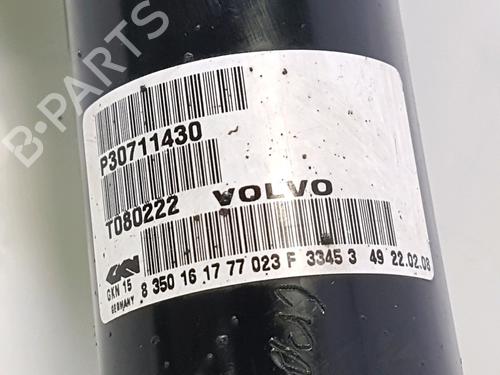 B-PARTS
P30711430
T080222 VOLVO
GKN
GKN 15
GERMANY
8 350 16 17 77 023 F 3345 3 49 22.02.08